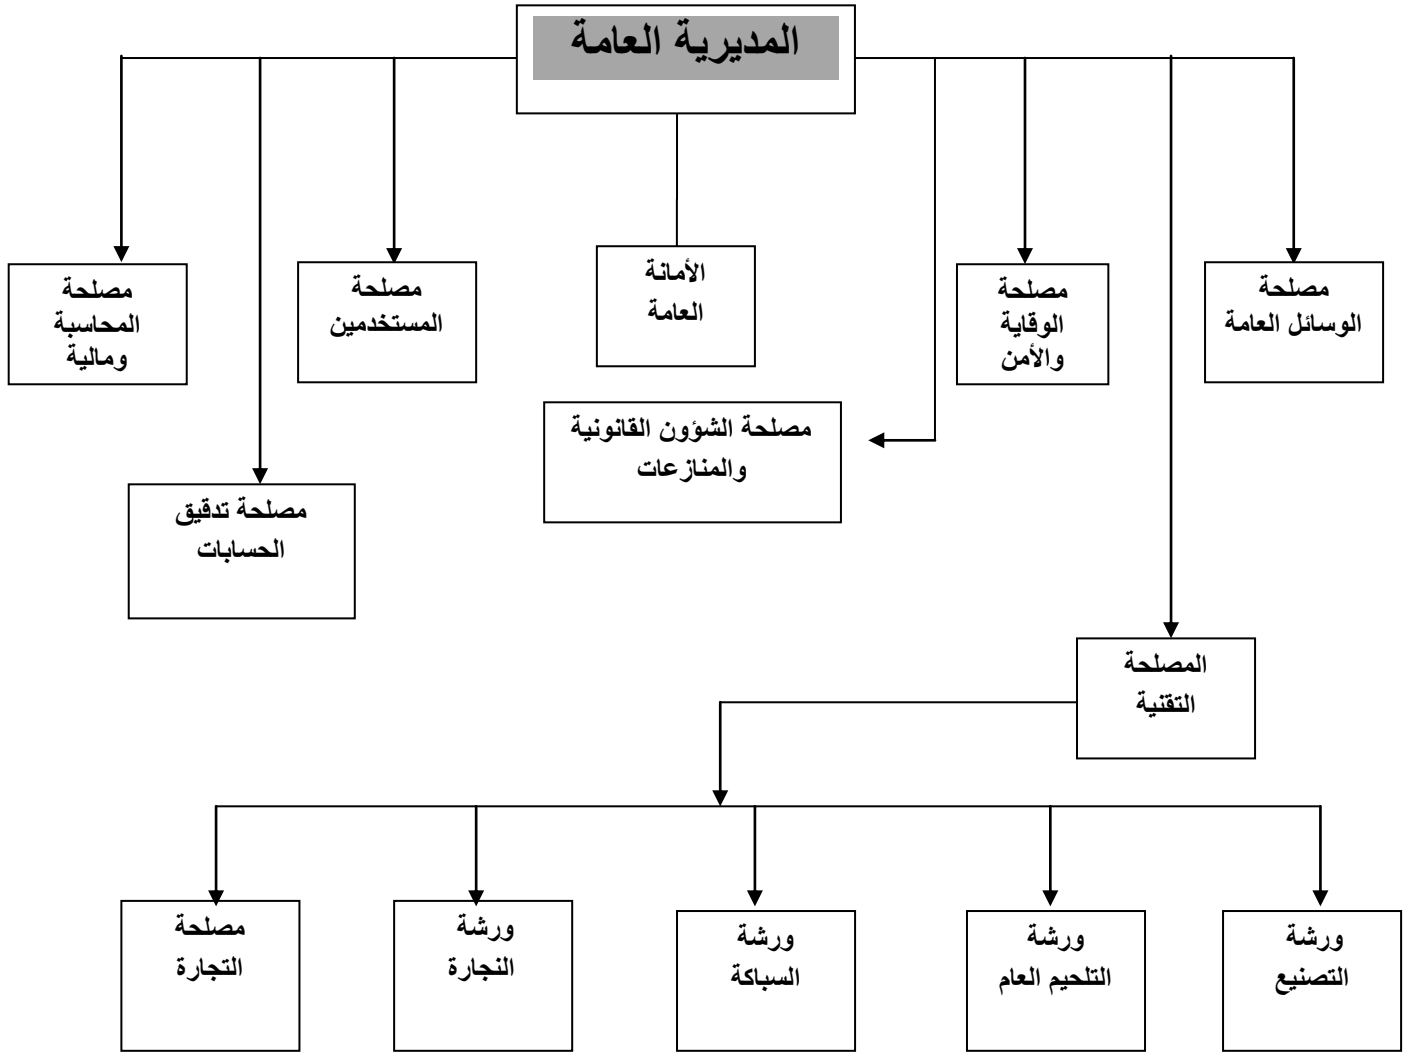 المديرية العامة
مصلحة
الوسائل العامة
مصلحة
الوقاية
والأمن
الأمانة
العامة
مصلحة
المستخدمين
مصلحة
المحاسبة
ومالية
مصلحة الشؤون القانونية
والمنازعات
مصلحة تدقيق
الحسابات
المصلحة
التقنية
ورشة
التصنيع
ورشة
التلحيم العام
ورشة
السباكة
ورشة
النجارة
مصلحة
التجارة